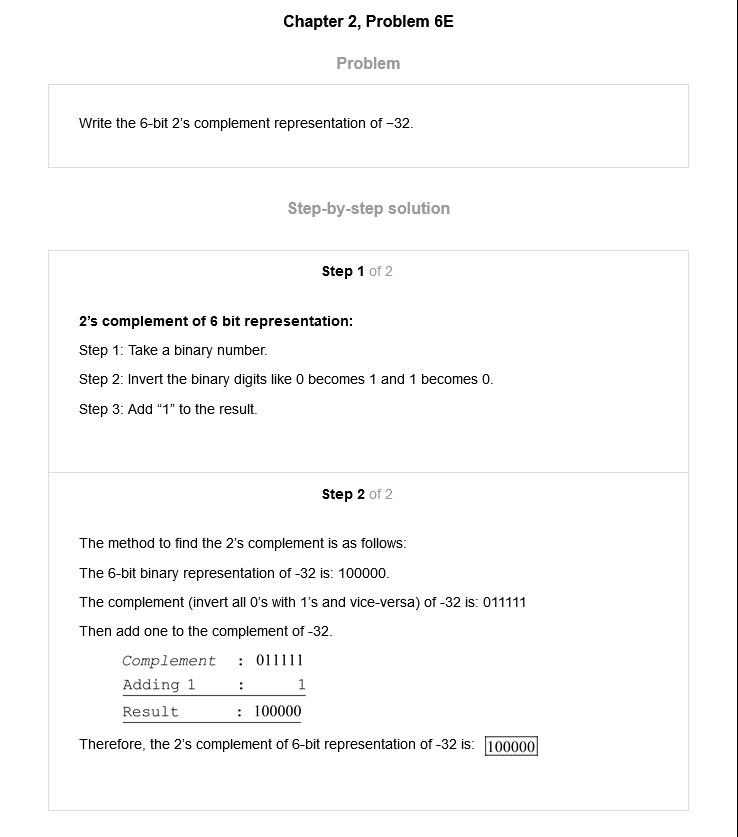 Chapter 2, Problem 6E
Problem
Write the 6-bit 2’s complement representation of −32.
Step-by-step solution
Step 1 of 2
2’s complement of 6 bit representation:
Step 1: Take a binary number.
Step 2: Invert the binary digits like 0 becomes 1 and 1 becomes 0.
Step 3: Add “1” to the result.
Step 2 of 2
The method to find the 2’s complement is as follows:
The 6-bit binary representation of -32 is: 100000.
The complement (invert all 0’s with 1’s and vice-versa) of -32 is: 011111
Then add one to the complement of -32.
Complement : 011111
Adding 1 : 1
Result : 100000
Therefore, the 2’s complement of 6-bit representation of -32 is: 100000